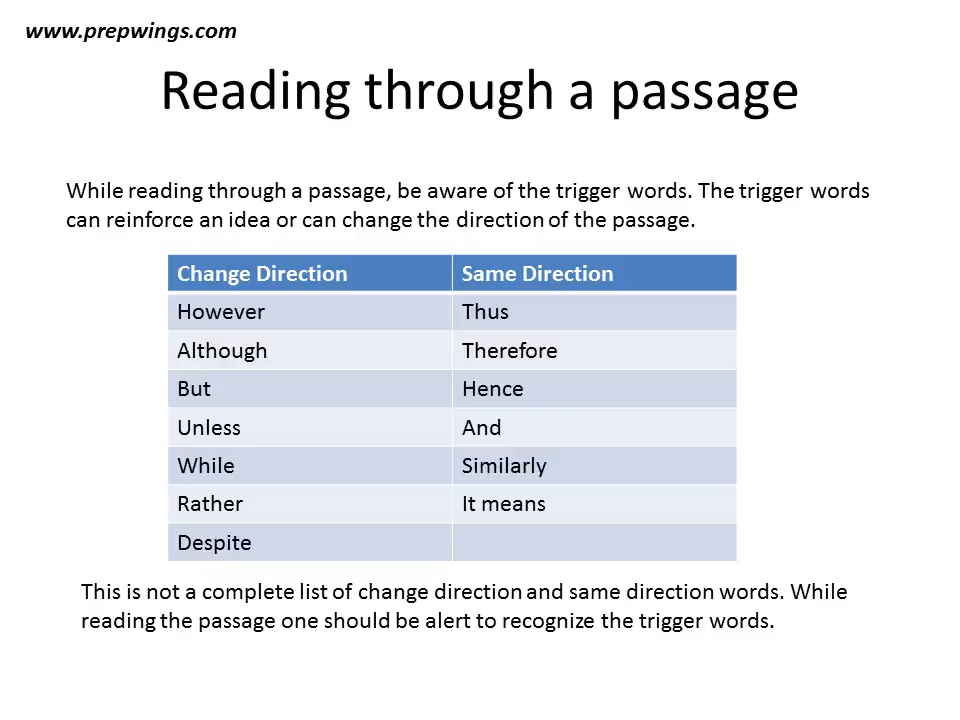 www.prepwings.com
Reading through a passage
While reading through a passage, be aware of the trigger words. The trigger words
can reinforce an idea or can change the direction of the passage.
Change Direction Same Direction
However Thus
Although Therefore
But Hence
Unless And
While Similarly
Rather It means
Despite
This is not a complete list of change direction and same direction words. While
reading the passage one should be alert to recognize the trigger words.